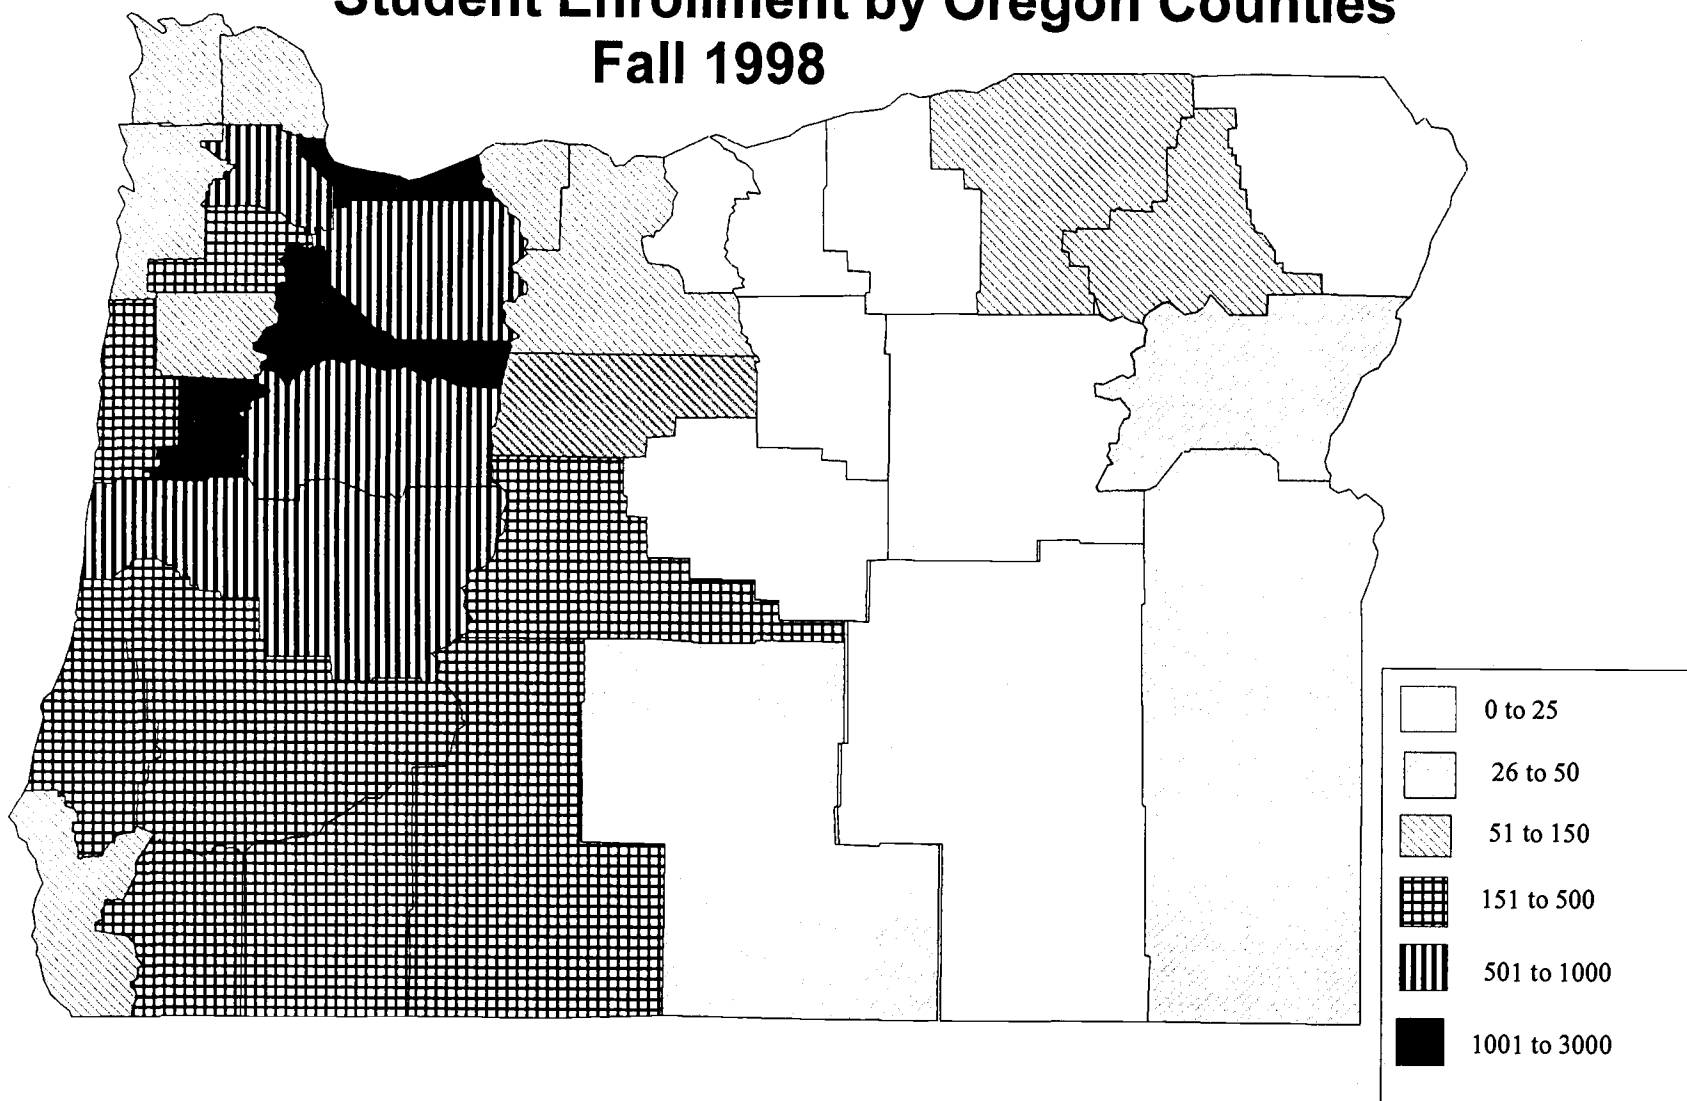 Student Enrollment by Oregon Counties
Fall 1998
0 to 25
26 to 50
51 to 150
151 to 500
501 to 1000
1001 to 3000